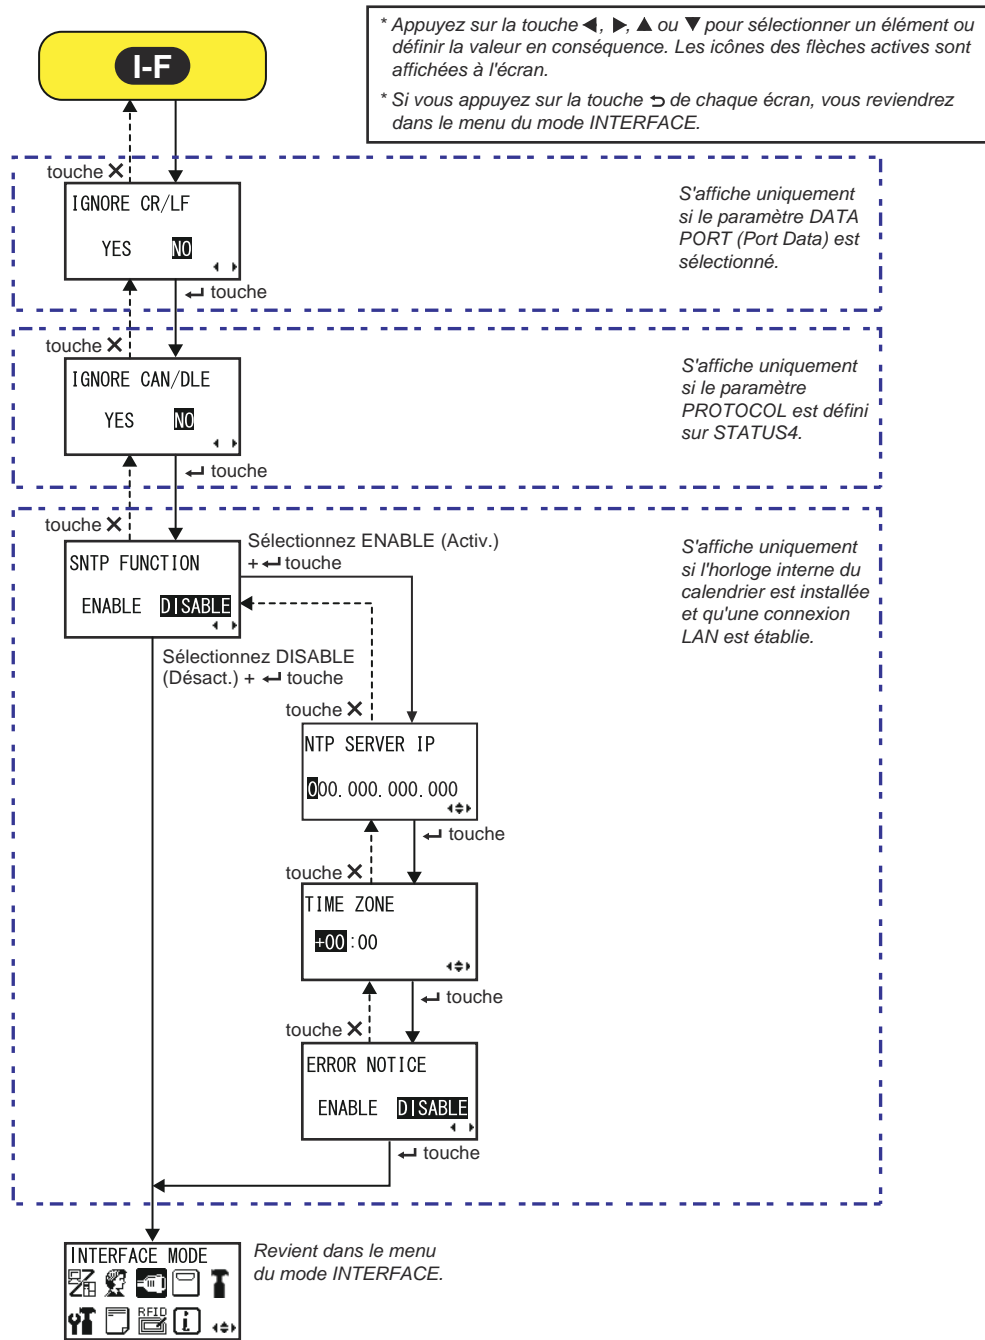 * Appuyez sur la touche ◀, ▶, ▲ ou ▼ pour sélectionner un élément ou
définir la valeur en conséquence. Les icônes des flèches actives sont
affichées à l'écran.
* Si vous appuyez sur la touche ⮌ de chaque écran, vous reviendrez
dans le menu du mode INTERFACE.
I-F
touche ✕
IGNORE CR/LF
YES NO
↵ touche
S'affiche uniquement
si le paramètre DATA
PORT (Port Data) est
sélectionné.
touche ✕
IGNORE CAN/DLE
YES NO
↵ touche
S'affiche uniquement
si le paramètre
PROTOCOL est défini
sur STATUS4.
touche ✕
SNTP FUNCTION
ENABLE DISABLE
Sélectionnez ENABLE (Activ.)
+ ↵ touche
S'affiche uniquement
si l'horloge interne du
calendrier est installée
et qu'une connexion
LAN est établie.
Sélectionnez DISABLE
(Désact.) + ↵ touche
touche ✕
NTP SERVER IP
000.000.000.000
↵ touche
touche ✕
TIME ZONE
+00:00
↵ touche
touche ✕
ERROR NOTICE
ENABLE DISABLE
↵ touche
INTERFACE MODE
RFID
i
Revient dans le menu
du mode INTERFACE.